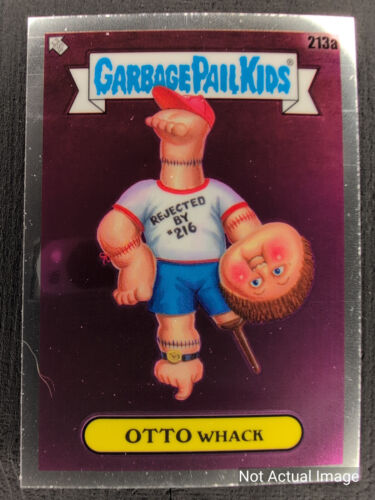 213a
GARBAGE PAIL KIDS®
REJECTED
BY
#216
OTTO WHACK
Not Actual Image